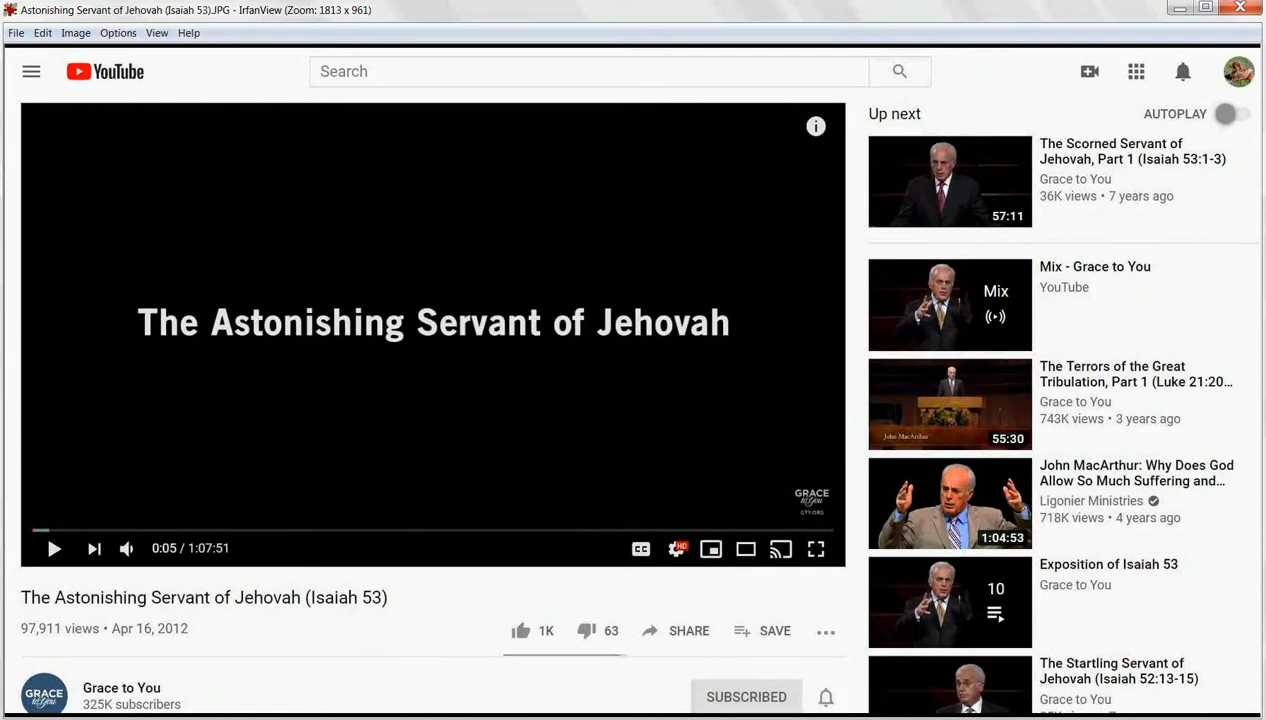 Astonishing Servant of Jehovah (Isaiah 53).JPG - IrfanView (Zoom: 1813 x 961)
File Edit Image Options View Help
YouTube
Search
The Astonishing Servant of Jehovah
GRACE
to You
GTY.ORG
0:05 / 1:07:51
CC
HD
The Astonishing Servant of Jehovah (Isaiah 53)
97,911 views • Apr 16, 2012
1K
63
SHARE
SAVE
GRACE
to You
Grace to You
325K subscribers
SUBSCRIBED
Up next
AUTOPLAY
57:11
The Scorned Servant of
Jehovah, Part 1 (Isaiah 53:1-3)
Grace to You
36K views • 7 years ago
Mix
Mix - Grace to You
YouTube
John MacArthur
55:30
The Terrors of the Great
Tribulation, Part 1 (Luke 21:20…
Grace to You
743K views • 3 years ago
1:04:53
John MacArthur: Why Does God
Allow So Much Suffering and…
Ligonier Ministries
718K views • 4 years ago
10
Exposition of Isaiah 53
Grace to You
The Startling Servant of
Jehovah (Isaiah 52:13-15)
Grace to You